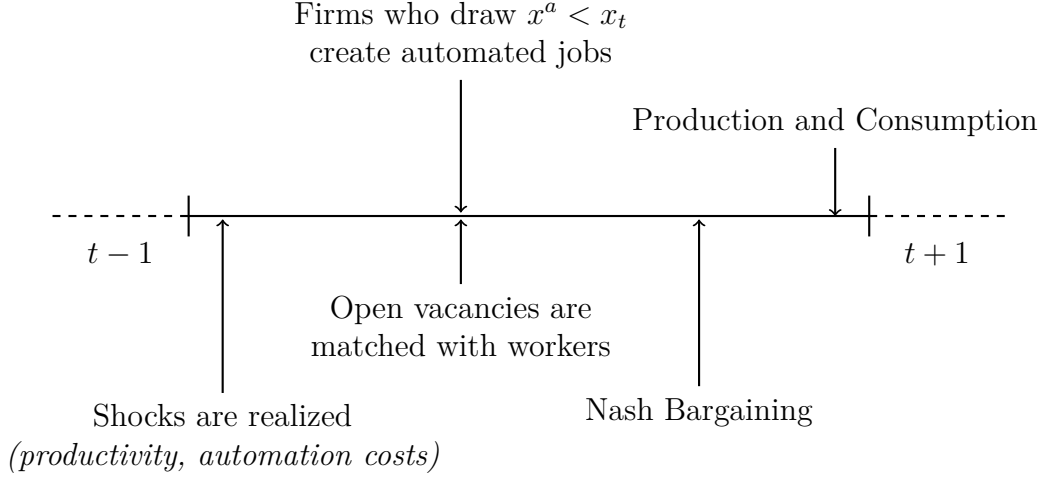 Firms who draw $x^a < x_t$
create automated jobs
Production and Consumption
$t-1$
$t+1$
Open vacancies are
matched with workers
Shocks are realized
(productivity, automation costs)
Nash Bargaining